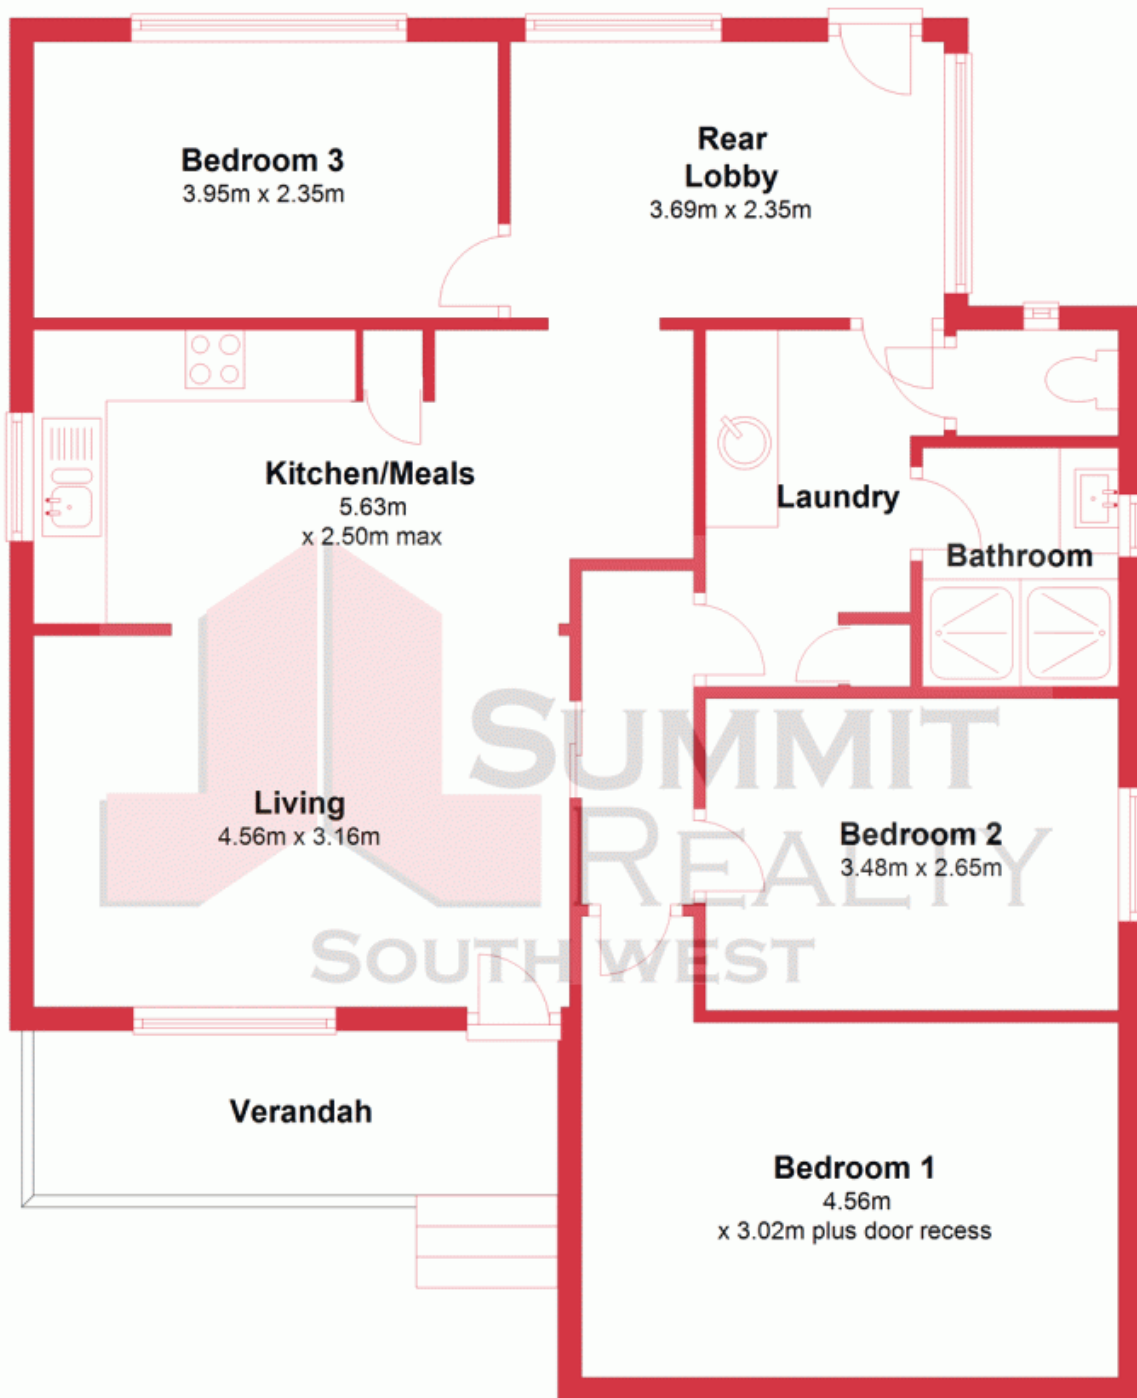 Bedroom 3
3.95m x 2.35m
Rear
Lobby
3.69m x 2.35m
Kitchen/Meals
5.63m
x 2.50m max
Laundry
Bathroom
Living
4.56m x 3.16m
Bedroom 2
3.48m x 2.65m
SUMMIT
REALTY
SOUTH WEST
Verandah
Bedroom 1
4.56m
x 3.02m plus door recess